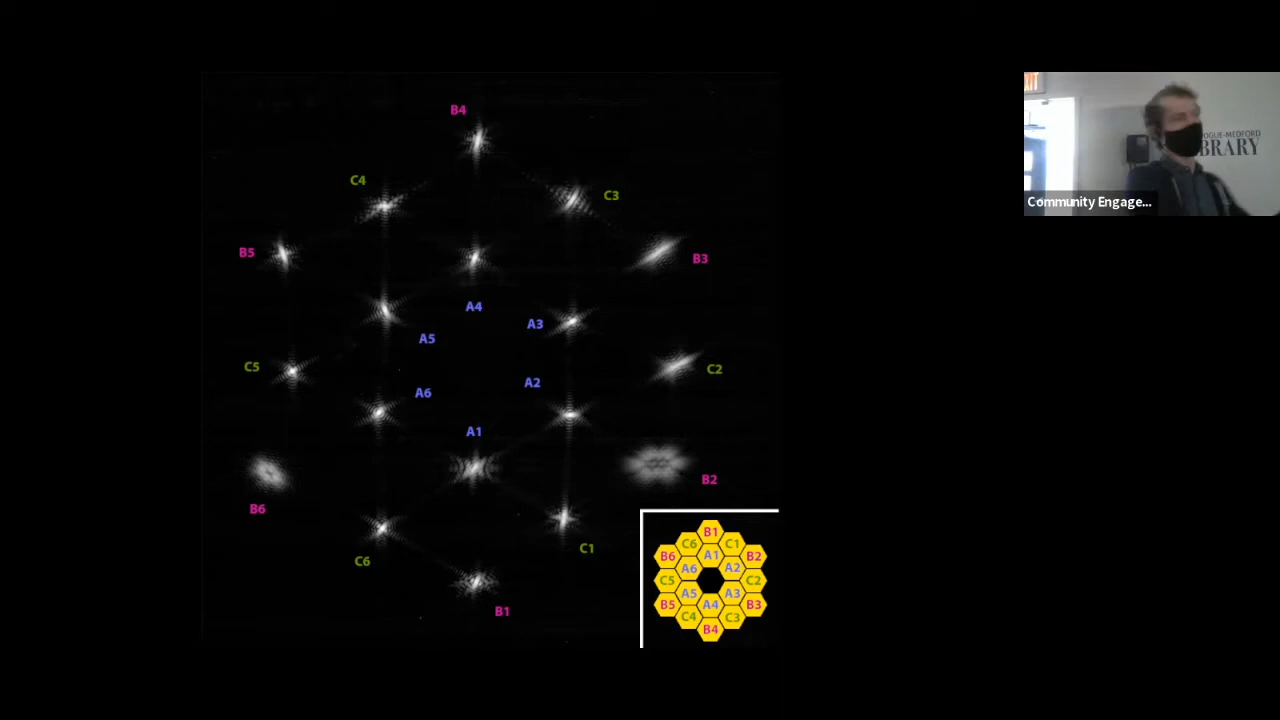 B4
C4
C3
B5
B3
A4
A3
A5
C5
C2
A2
A6
A1
B2
B6
C1
C6
B1
B1
C6 C1
B6 A1 B2
A6 A2
C5 C2
A5 A3
B5 A4 B3
C4 C3
B4
OGUE-MEDFORD
BRARY
Community Engage...